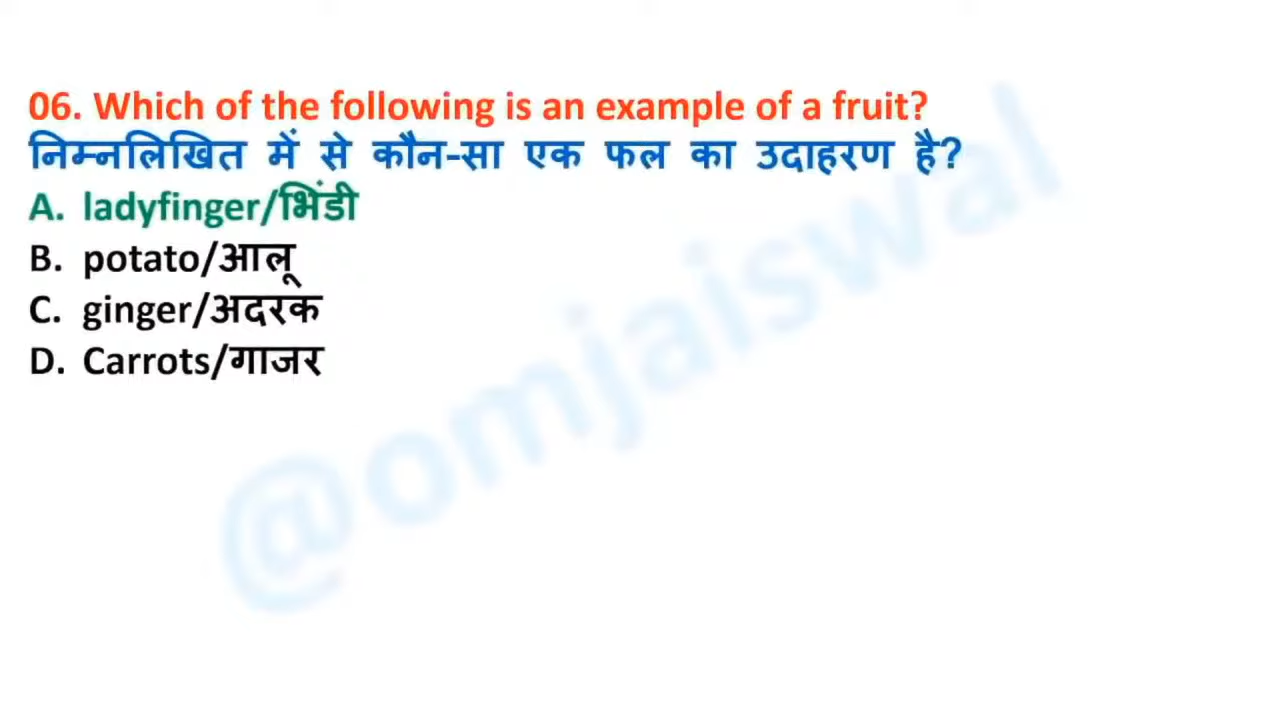 06. Which of the following is an example of a fruit?
निम्नलिखित में से कौन-सा एक फल का उदाहरण है?
A. ladyfinger/भिंडी
B. potato/आलू
C. ginger/अदरक
D. Carrots/गाजर
@omjaiswal